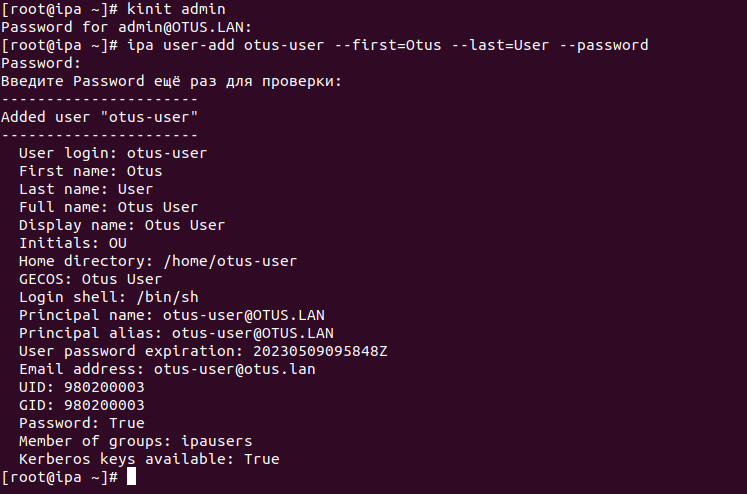 [root@ipa ~]# kinit admin
Password for admin@OTUS.LAN:
[root@ipa ~]# ipa user-add otus-user --first=Otus --last=User --password
Password:
Введите Password ещё раз для проверки:
----------------------
Added user "otus-user"
----------------------
  User login: otus-user
  First name: Otus
  Last name: User
  Full name: Otus User
  Display name: Otus User
  Initials: OU
  Home directory: /home/otus-user
  GECOS: Otus User
  Login shell: /bin/sh
  Principal name: otus-user@OTUS.LAN
  Principal alias: otus-user@OTUS.LAN
  User password expiration: 20230509095848Z
  Email address: otus-user@otus.lan
  UID: 980200003
  GID: 980200003
  Password: True
  Member of groups: ipausers
  Kerberos keys available: True
[root@ipa ~]#